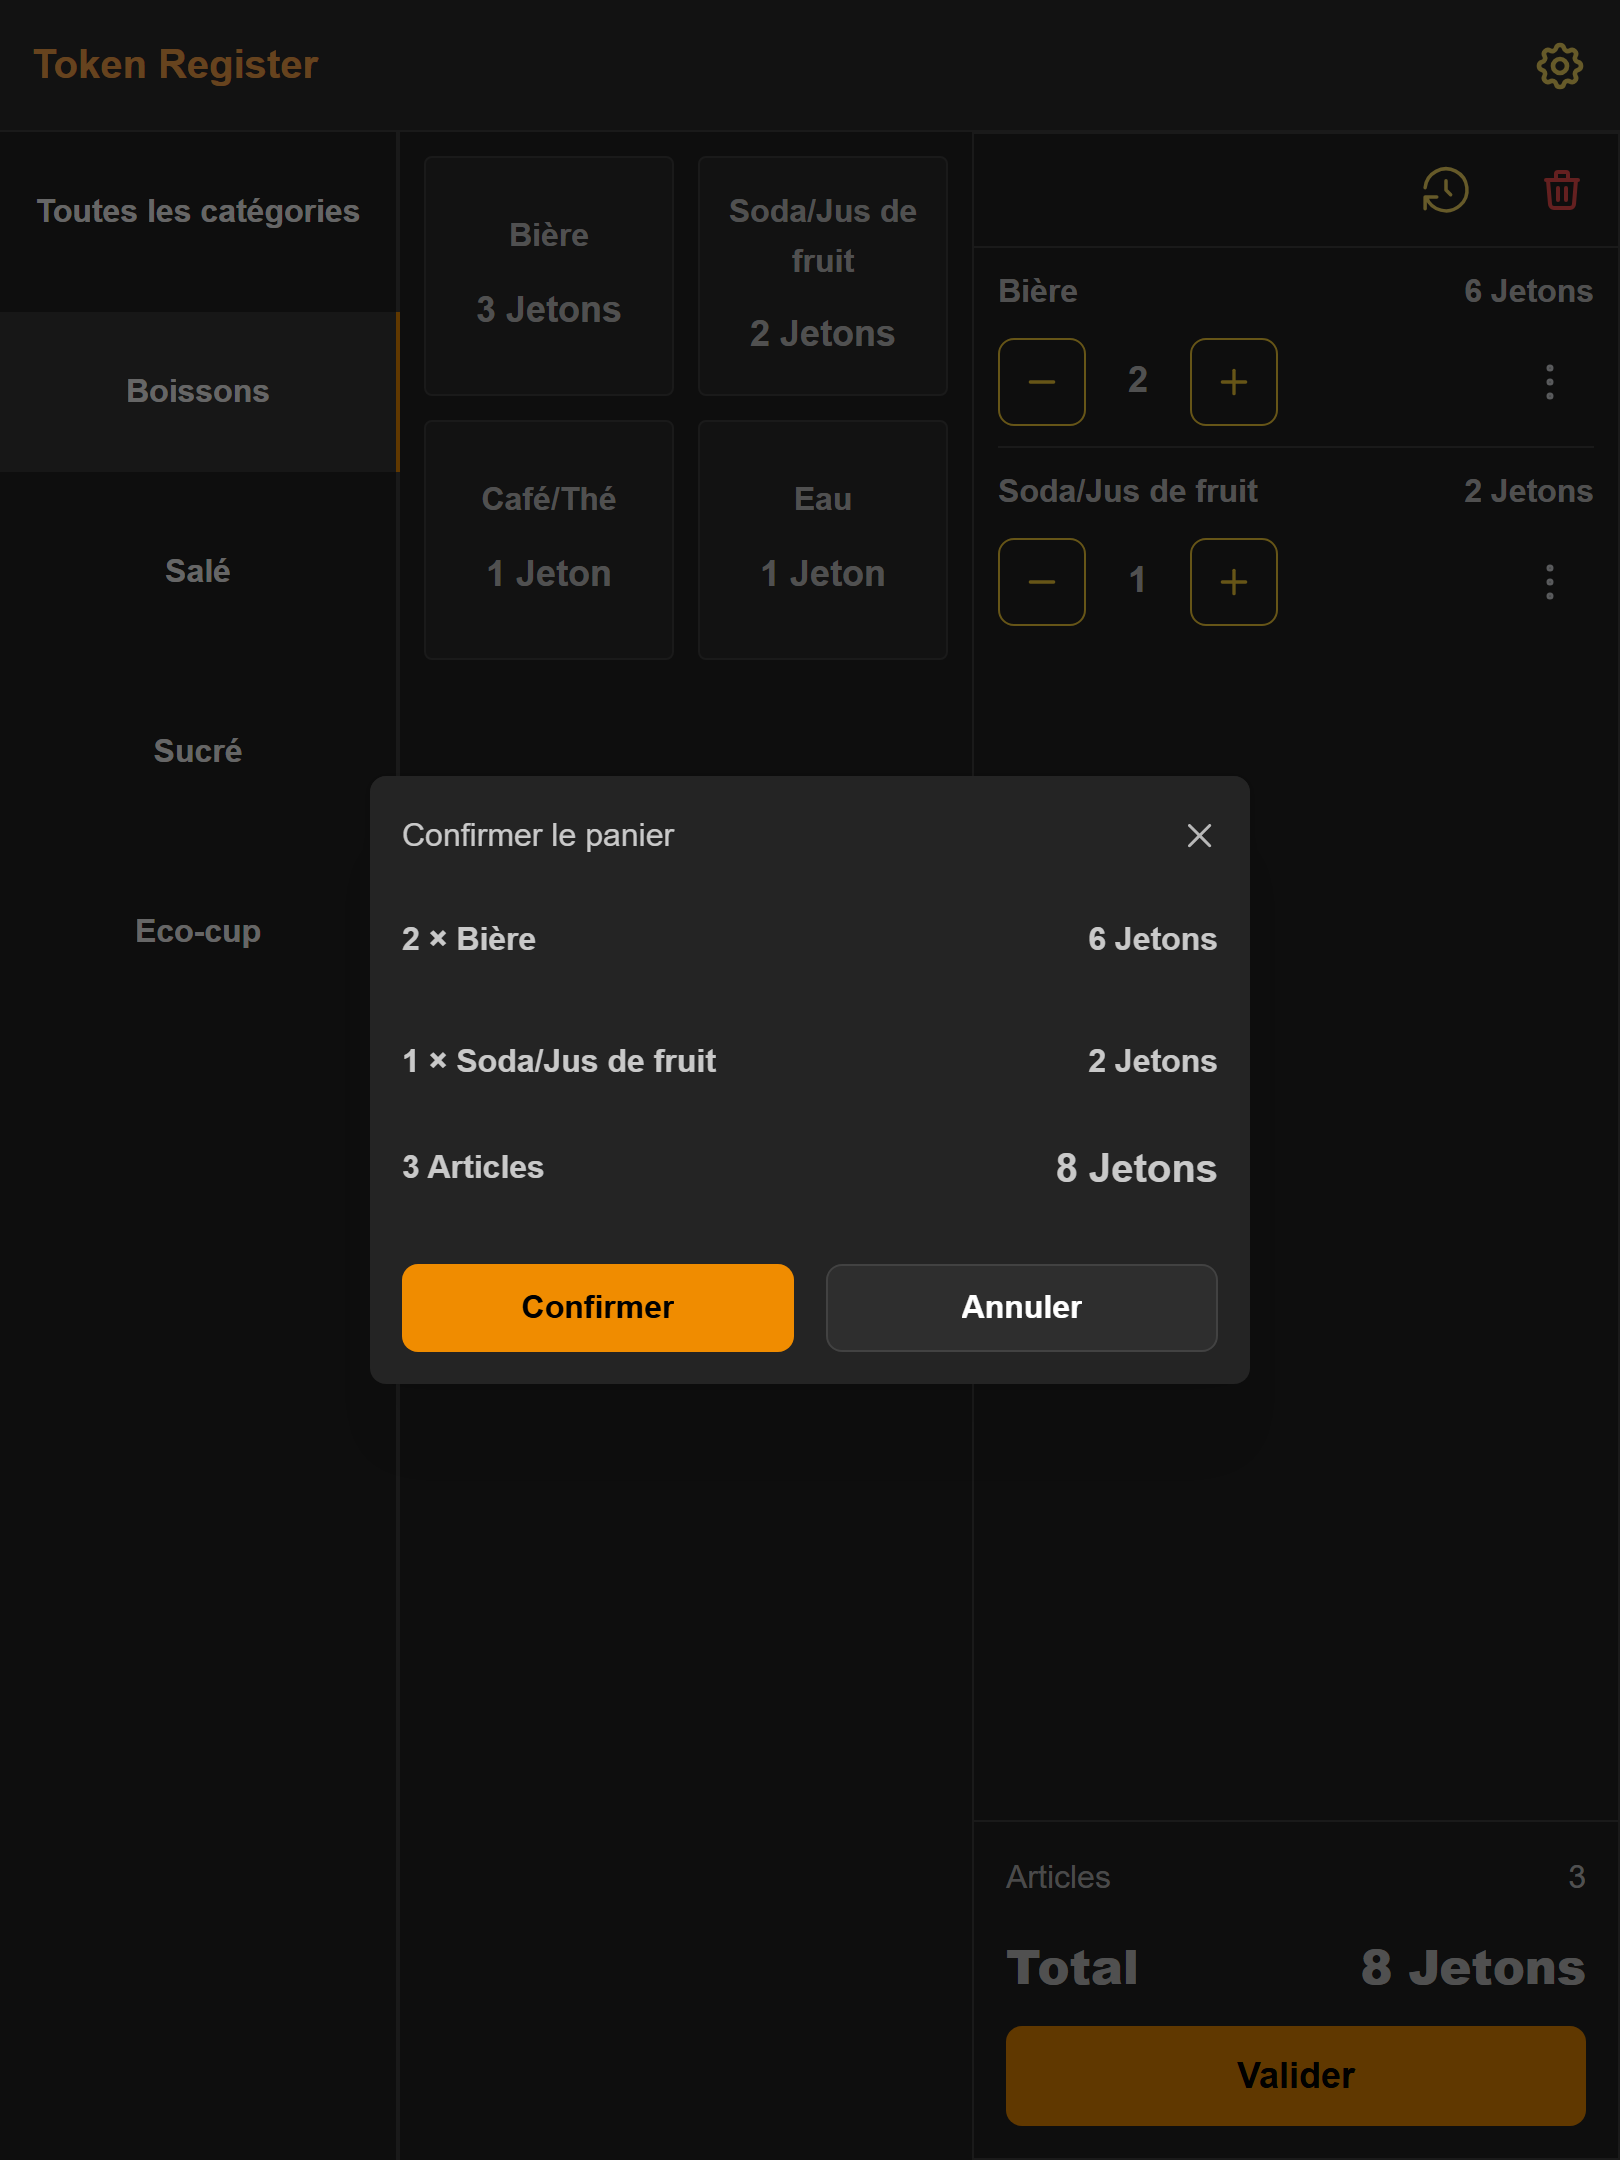 Token Register
Toutes les catégories
Boissons
Salé
Sucré
Eco-cup
Bière
3 Jetons
Soda/Jus de
fruit
2 Jetons
Café/Thé
1 Jeton
Eau
1 Jeton
Bière 6 Jetons
2
Soda/Jus de fruit 2 Jetons
1
Confirmer le panier
2 × Bière 6 Jetons
1 × Soda/Jus de fruit 2 Jetons
3 Articles 8 Jetons
Confirmer Annuler
Articles 3
Total 8 Jetons
Valider